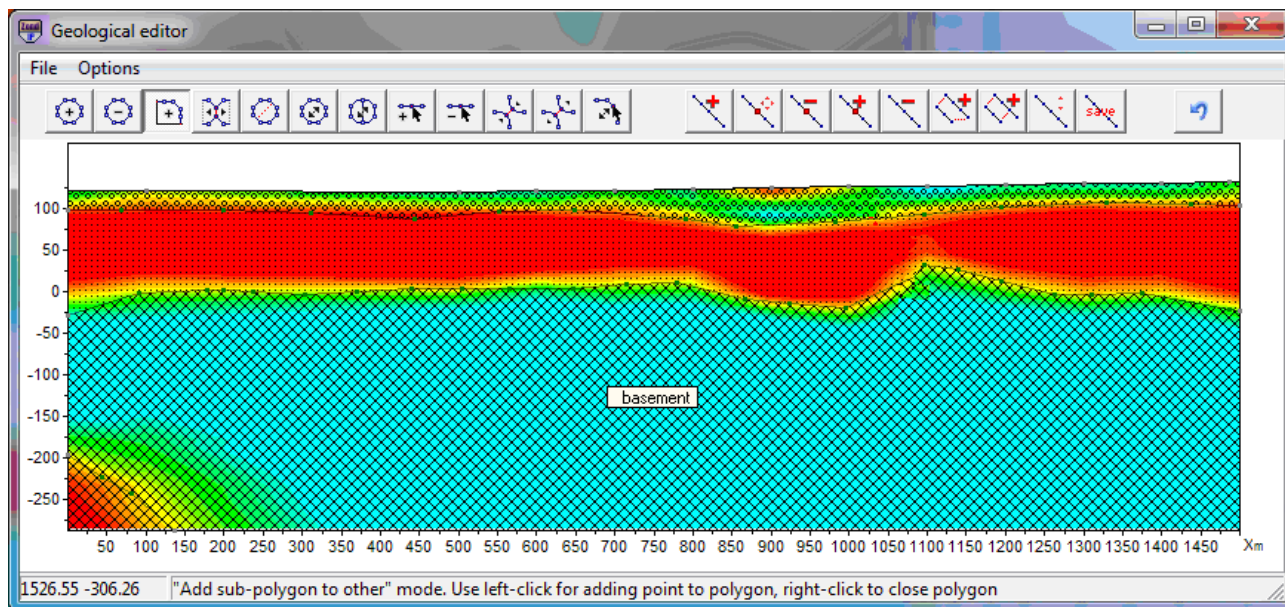 Geological editor
File Options
save
100
50
0
-50
-100
-150
-200
-250
basement
50 100 150 200 250 300 350 400 450 500 550 600 650 700 750 800 850 900 950 1000 1050 1100 1150 1200 1250 1300 1350 1400 1450 Xm
1526.55 -306.26 "Add sub-polygon to other" mode. Use left-click for adding point to polygon, right-click to close polygon